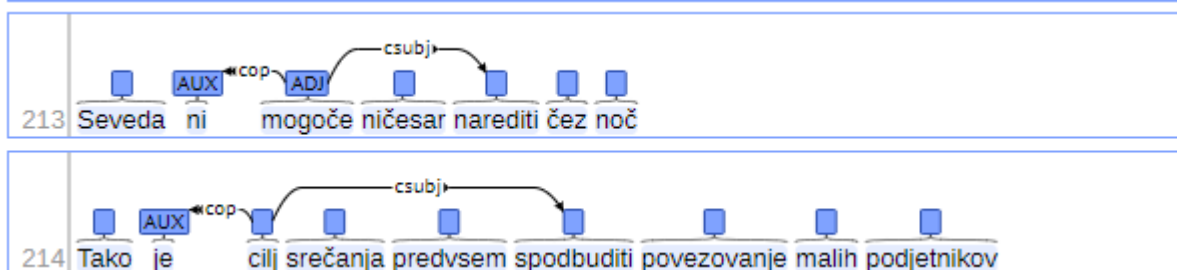 csubj
cop
AUX ADJ
213 Seveda ni mogoče ničesar narediti čez noč
csubj
cop
AUX
214 Tako je cilj srečanja predvsem spodbuditi povezovanje malih podjetnikov